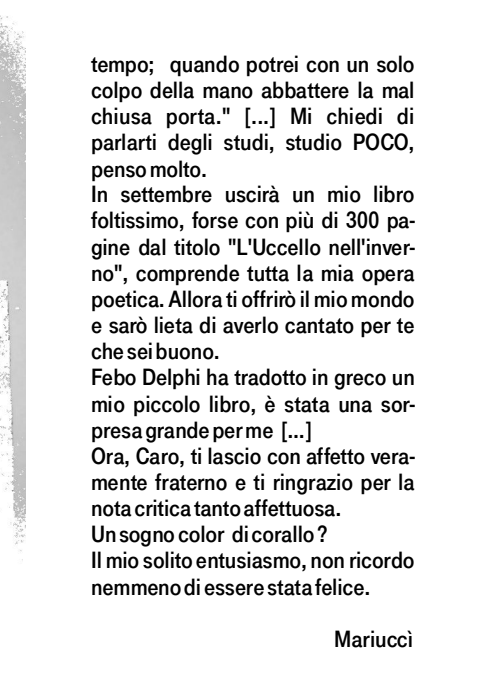 tempo; quando potrei con un solo
colpo della mano abbattere la mal
chiusa porta." [...] Mi chiedi di
parlarti degli studi, studio POCO,
penso molto.
In settembre uscirà un mio libro
foltissimo, forse con più di 300 pa-
gine dal titolo "L'Uccello nell'inver-
no", comprende tutta la mia opera
poetica. Allora ti offrirò il mio mondo
e sarò lieta di averlo cantato per te
che sei buono.
Febo Delphi ha tradotto in greco un
mio piccolo libro, è stata una sor-
presa grande per me [...]
Ora, Caro, ti lascio con affetto vera-
mente fraterno e ti ringrazio per la
nota critica tanto affettuosa.
Un sogno color di corallo ?
Il mio solito entusiasmo, non ricordo
nemmeno di essere stata felice.
Mariuccì